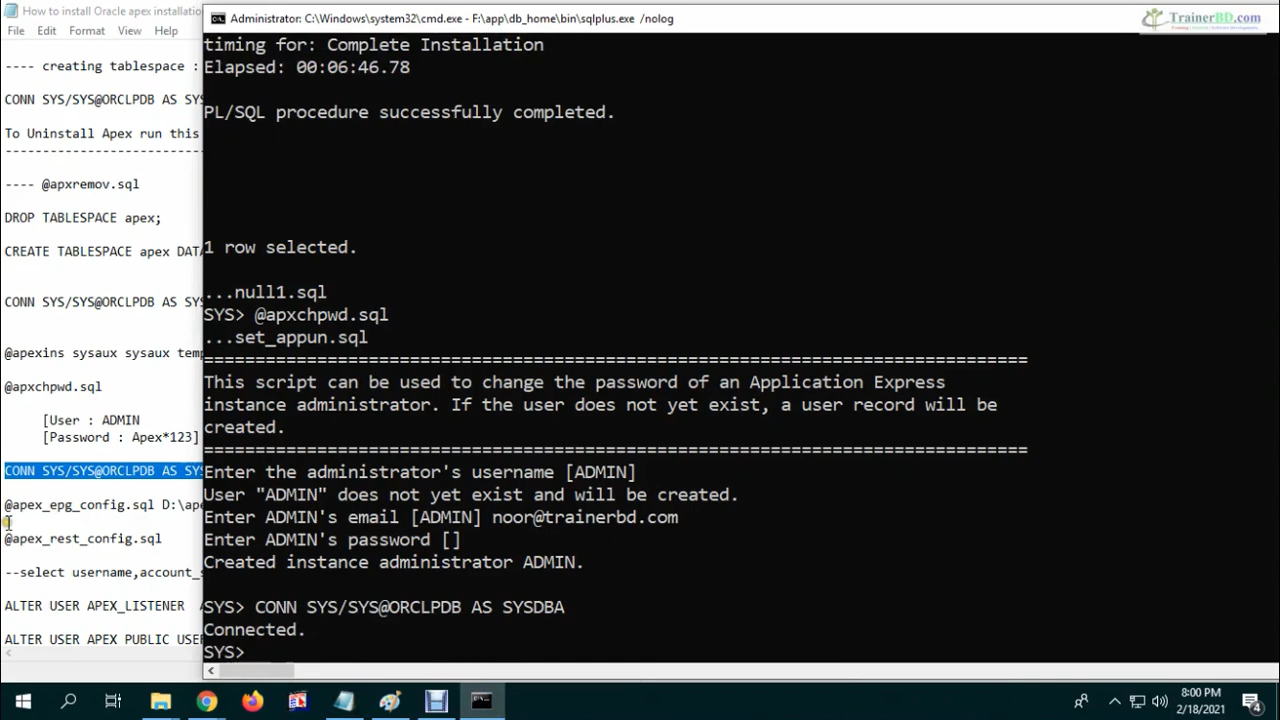 How to install Oracle apex installation
Administrator: C:\Windows\system32\cmd.exe - F:\app\db_home\bin\sqlplus.exe /nolog
TrainerBD.com
File Edit Format View Help
---- creating tablespace :
CONN SYS/SYS@ORCLPDB AS SYS
To Uninstall Apex run this
---- @apxremov.sql
DROP TABLESPACE apex;
CREATE TABLESPACE apex DATA
CONN SYS/SYS@ORCLPDB AS SYS
@apexins sysaux sysaux temp
@apxchpwd.sql
[User : ADMIN
[Password : Apex*123]
CONN SYS/SYS@ORCLPDB AS SYS
@apex_epg_config.sql D:\ape
@apex_rest_config.sql
--select username,account_s
ALTER USER APEX_LISTENER A
ALTER USER APEX_PUBLIC_USER
timing for: Complete Installation
Elapsed: 00:06:46.78
PL/SQL procedure successfully completed.
1 row selected.
...null1.sql
SYS> @apxchpwd.sql
...set_appun.sql
================================================================================
This script can be used to change the password of an Application Express
instance administrator. If the user does not yet exist, a user record will be
created.
================================================================================
Enter the administrator's username [ADMIN]
User "ADMIN" does not yet exist and will be created.
Enter ADMIN's email [ADMIN] noor@trainerbd.com
Enter ADMIN's password []
Created instance administrator ADMIN.
SYS> CONN SYS/SYS@ORCLPDB AS SYSDBA
Connected.
SYS>
8:00 PM
2/18/2021
4